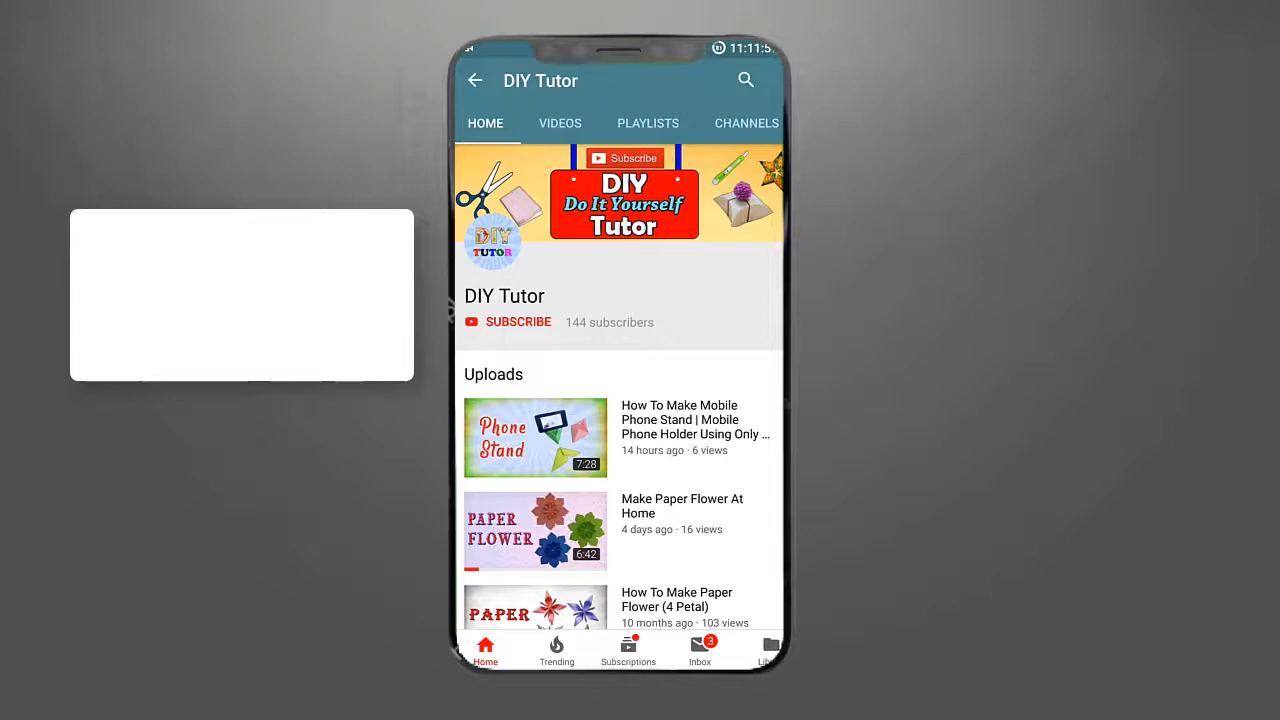 11:11:5
DIY Tutor
HOME VIDEOS PLAYLISTS CHANNELS
Subscribe
DIY
Do It Yourself
Tutor
DIY
TUTOR
DIY Tutor
SUBSCRIBE 144 subscribers
Uploads
Phone
Stand
7:28
How To Make Mobile
Phone Stand | Mobile
Phone Holder Using Only ...
14 hours ago · 6 views
PAPER
FLOWER
6:42
Make Paper Flower At
Home
4 days ago · 16 views
PAPER
How To Make Paper
Flower (4 Petal)
10 months ago · 103 views
3
Home Trending Subscriptions Inbox